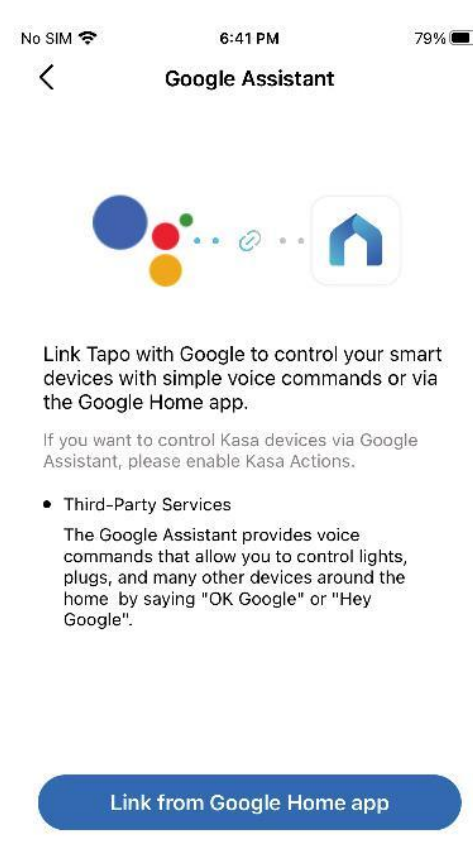 No SIM 6:41 PM 79%
Google Assistant
Link Tapo with Google to control your smart
devices with simple voice commands or via
the Google Home app.
If you want to control Kasa devices via Google
Assistant, please enable Kasa Actions.
• Third-Party Services
The Google Assistant provides voice
commands that allow you to control lights,
plugs, and many other devices around the
home  by saying "OK Google" or "Hey
Google".
Link from Google Home app